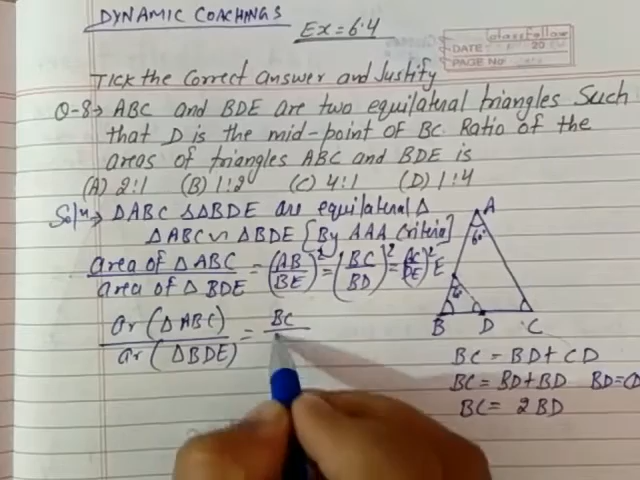 DYNAMIC COACHINGS
Ex=6.4
classfellow
DATE 20
PAGE No
Tick the Correct answer and Justify
Q-8→ ABC and BDE are two equilateral triangles Such
that D is the mid-point of BC. Ratio of the
areas of triangles ABC and BDE is
(A) 2:1 (B) 1:2 (C) 4:1 (D) 1:4
Solⁿ→ ΔABC & ΔBDE are equilateral Δ
ΔABC ∽ ΔBDE [By AAA Criteria]
area of ΔABC / area of ΔBDE = (AB/BE)² = (BC/BD)² = (AC/DE)²
ar(ΔABC) / ar(ΔBDE) = BC
A
60°
E
60°
B D C
BC = BD + CD
BC = BD + BD BD = CD
BC = 2BD